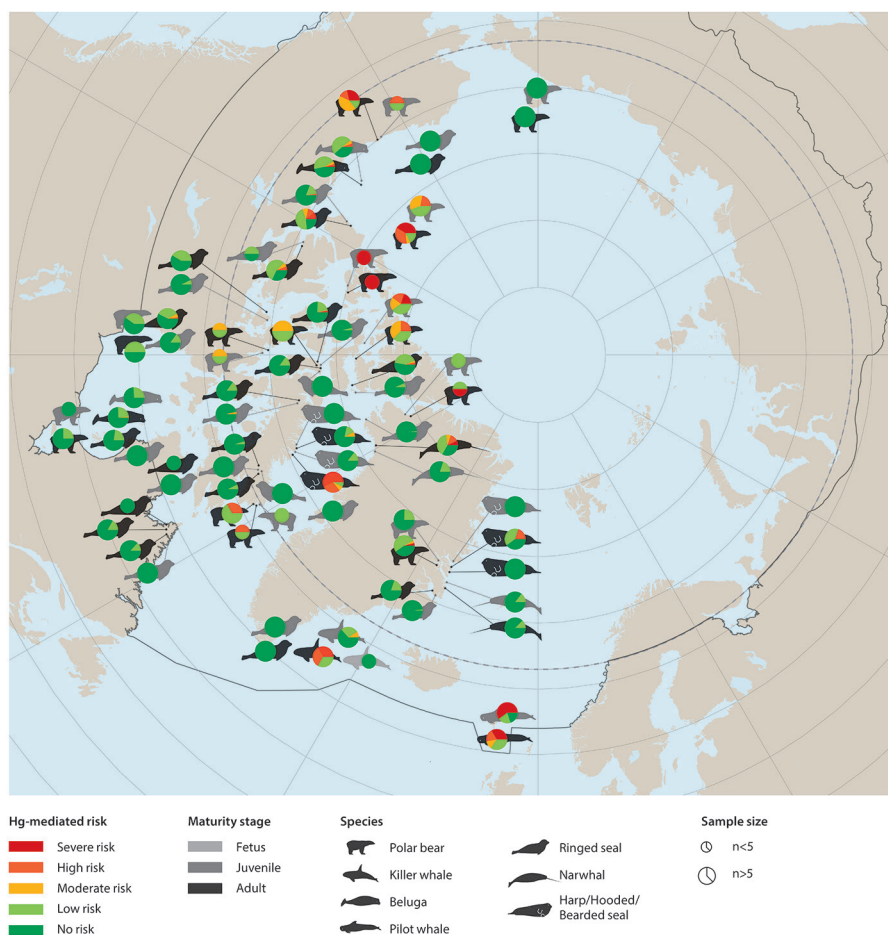 Hg-mediated risk
Severe risk
High risk
Moderate risk
Low risk
No risk
Maturity stage
Fetus
Juvenile
Adult
Species
Polar bear
Killer whale
Beluga
Pilot whale
Ringed seal
Narwhal
Harp/Hooded/
Bearded seal
Sample size
n<5
n>5